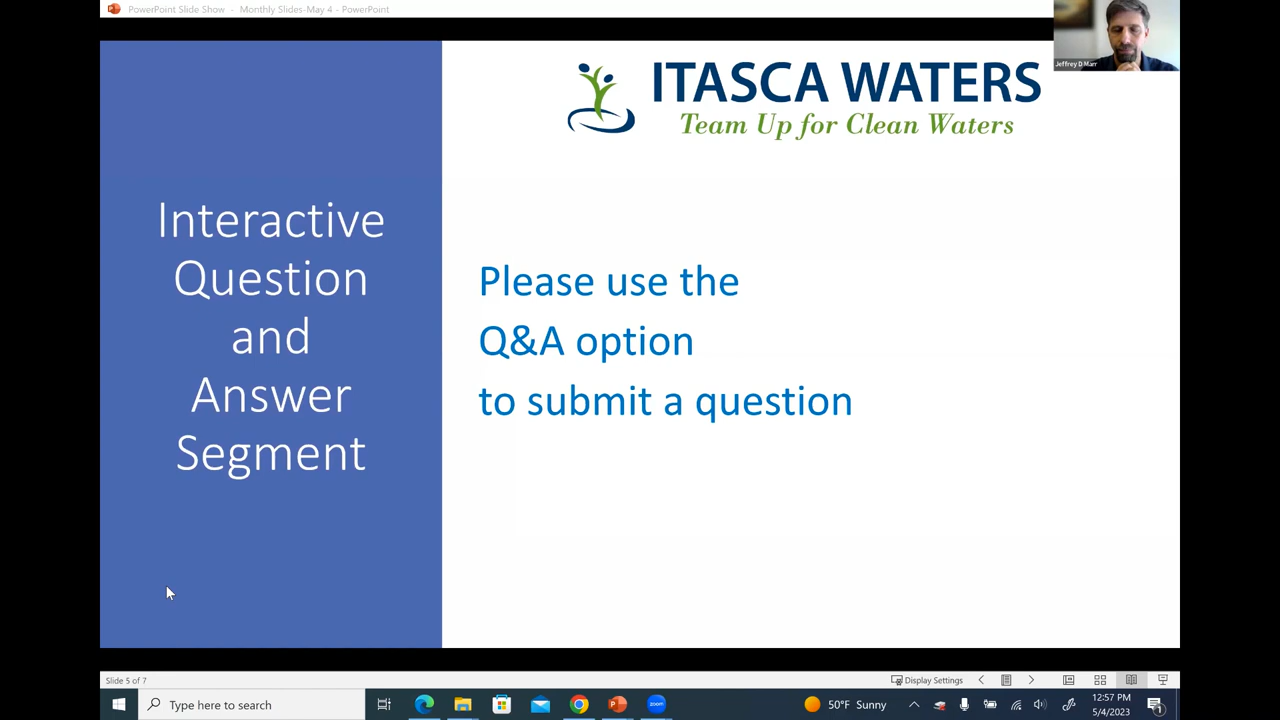 PowerPoint Slide Show - Monthly Slides-May 4 - PowerPoint
Jeffrey D Marr
ITASCA WATERS
Team Up for Clean Waters
Interactive
Question
and
Answer
Segment
Please use the
Q&A option
to submit a question
Slide 5 of 7
Display Settings
Type here to search
zoom
50°F Sunny
12:57 PM
5/4/2023
1